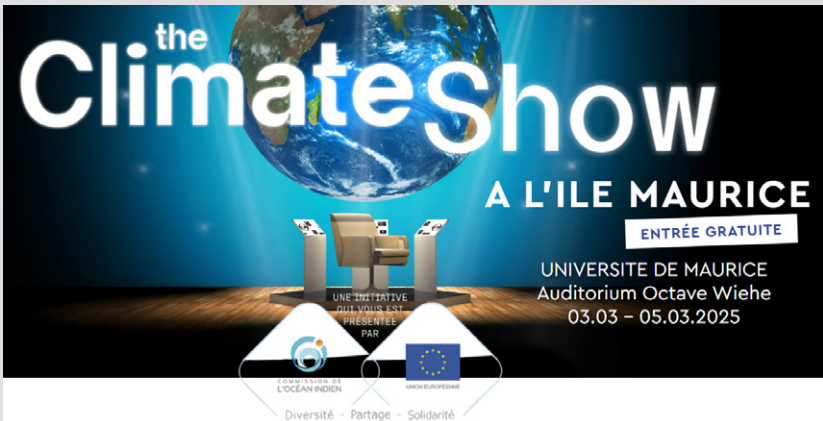 the
Climate Show
A L'ILE MAURICE
ENTRÉE GRATUITE
UNIVERSITE DE MAURICE
Auditorium Octave Wiehe
03.03 – 05.03.2025
UNE INITIATIVE
QUI VOUS EST
PRÉSENTÉE
PAR
COMMISSION DE
L'OCÉAN INDIEN
UNION EUROPÉENNE
Diversité · Partage · Solidarité